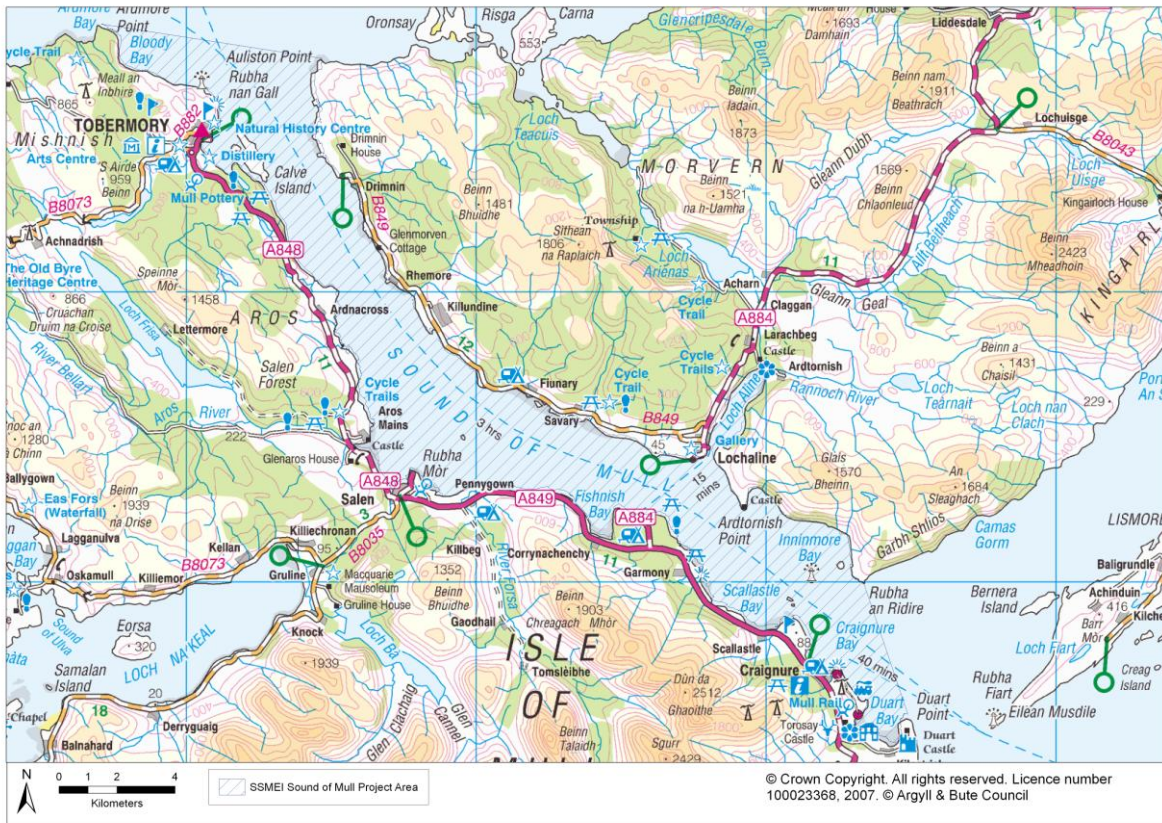 Ardmore Bay
Ardmore Point
Bloody Bay
Cycle Trail
Oronsay
Risga
Carna
553
Auliston Point
Rubha nan Gall
Meall an Inbhire
865
TOBERMORY
B882
Mishnish
Natural History Centre
Arts Centre
Distillery
Calve Island
S Airde Beinn
959
Mull Pottery
B8073
Achnadrish
A848
The Old Byre Heritage Centre
Speinne Mòr
1458
866
Cruachan Druim na Croise
Loch Frisa
Lettermore
AROS
Ardnacross
11
River Bellart
Salen Forest
Cycle Trails
Aros River
222
Aros Mains
Castle
Glenaros House
Drimnin House
Drimnin
B849
Beinn Bhuidhe
1481
Glenmorven Cottage
Rhemore
Killundine
12
Fiunary
Savary
Cycle Trail
B849
SOUND OF MULL
3 hrs
Glencripesdale Burn
1693
Damhain
House
Liddesdale
7
Beinn Iadain
1873
Loch Teacuis
MORVERN
Beinn nam Beathrach
1911
Gleann Dubh
Lochuisge
B8043
Loch Uisge
Kingairloch House
1569
Beinn Chlaonleud
1521
Beinn na h-Uamha
Township
Sithean na Raplaich
1806
Loch Arienas
Acharn
Claggan
11
Gleann Geal
Allt Beitheach
Beinn Mheadhoin
2423
KINGAIRL
Cycle Trail
A884
Larachbeg
Castle
Ardtornish
Cycle Trails
Loch Aline
Rannoch River
Loch Tearnait
Beinn a Chaisil
1431
Loch nan Clach
229
Gallery
45
Lochaline
15 mins
Glais Bheinn
1570
An Sleaghach
1684
Castle
Ardtornish Point
Garbh Shlios
Inninmore Bay
Camas Gorm
Rubha an Ridire
LISMORE
Baligrundle
Achinduin
416
Barr Mòr
Kilche
Bernera Island
Loch Fiart
Creag Island
Rubha Fiart
Eilean Musdile
1280
Ballygown
Beinn na Drise
1939
Eas Fors (Waterfall)
Lagganulva
Oskamull
Kellan
Killiemor
B8073
Killiechronan
95
Gruline
B8035
3
Salen
A848
Rubha Mòr
Pennygown
A849
Fishnish Bay
A884
Corrynachenchy
11
Garmony
Killbeg
Macquarie Mausoleum
Gruline House
1352
Beinn Bhuidhe
River Forsa
Gaodhail
1903
Beinn Chreagach Mhòr
Scallastle Bay
Scallastle
88
Craignure Bay
Craignure
40 mins
Mull Rail
Torosay Castle
Duart Bay
Duart Point
Duart Castle
Sound of Ulva
Eorsa
320
Samalan Island
LOCH NA'KEAL
Knock
1939
20
18
Derryguaig
Balnahard
Chapel
Loch Bà
Glen Clachaig
Glen Cannel
ISLE OF
Tomslèibhe
Dùn da Ghaoithe
2512
Beinn Talaidh
Sgurr
2429
N
0 1 2 4
Kilometers
SSMEI Sound of Mull Project Area
© Crown Copyright. All rights reserved. Licence number
100023368, 2007. © Argyll & Bute Council